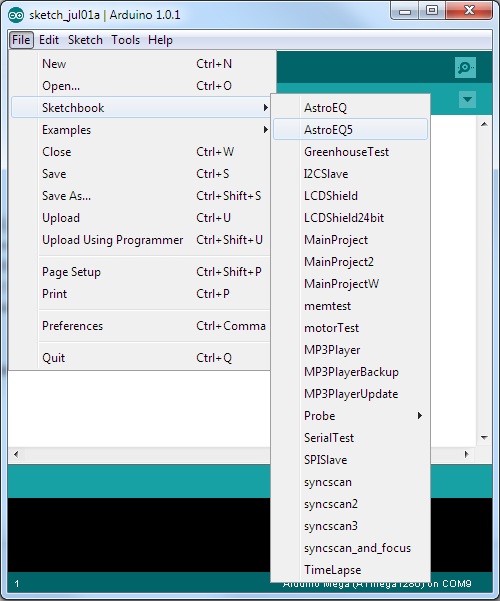 sketch_jul01a | Arduino 1.0.1
File Edit Sketch Tools Help
New Ctrl+N
Open... Ctrl+O
Sketchbook
Examples
Close Ctrl+W
Save Ctrl+S
Save As... Ctrl+Shift+S
Upload Ctrl+U
Upload Using Programmer Ctrl+Shift+U
Page Setup Ctrl+Shift+P
Print Ctrl+P
Preferences Ctrl+Comma
Quit Ctrl+Q
AstroEQ
AstroEQ5
GreenhouseTest
I2CSlave
LCDShield
LCDShield24bit
MainProject
MainProject2
MainProjectW
memtest
motorTest
MP3Player
MP3PlayerBackup
MP3PlayerUpdate
Probe
SerialTest
SPISlave
syncscan
syncscan2
syncscan3
syncscan_and_focus
TimeLapse
1 Arduino Mega (ATmega1280) on COM9